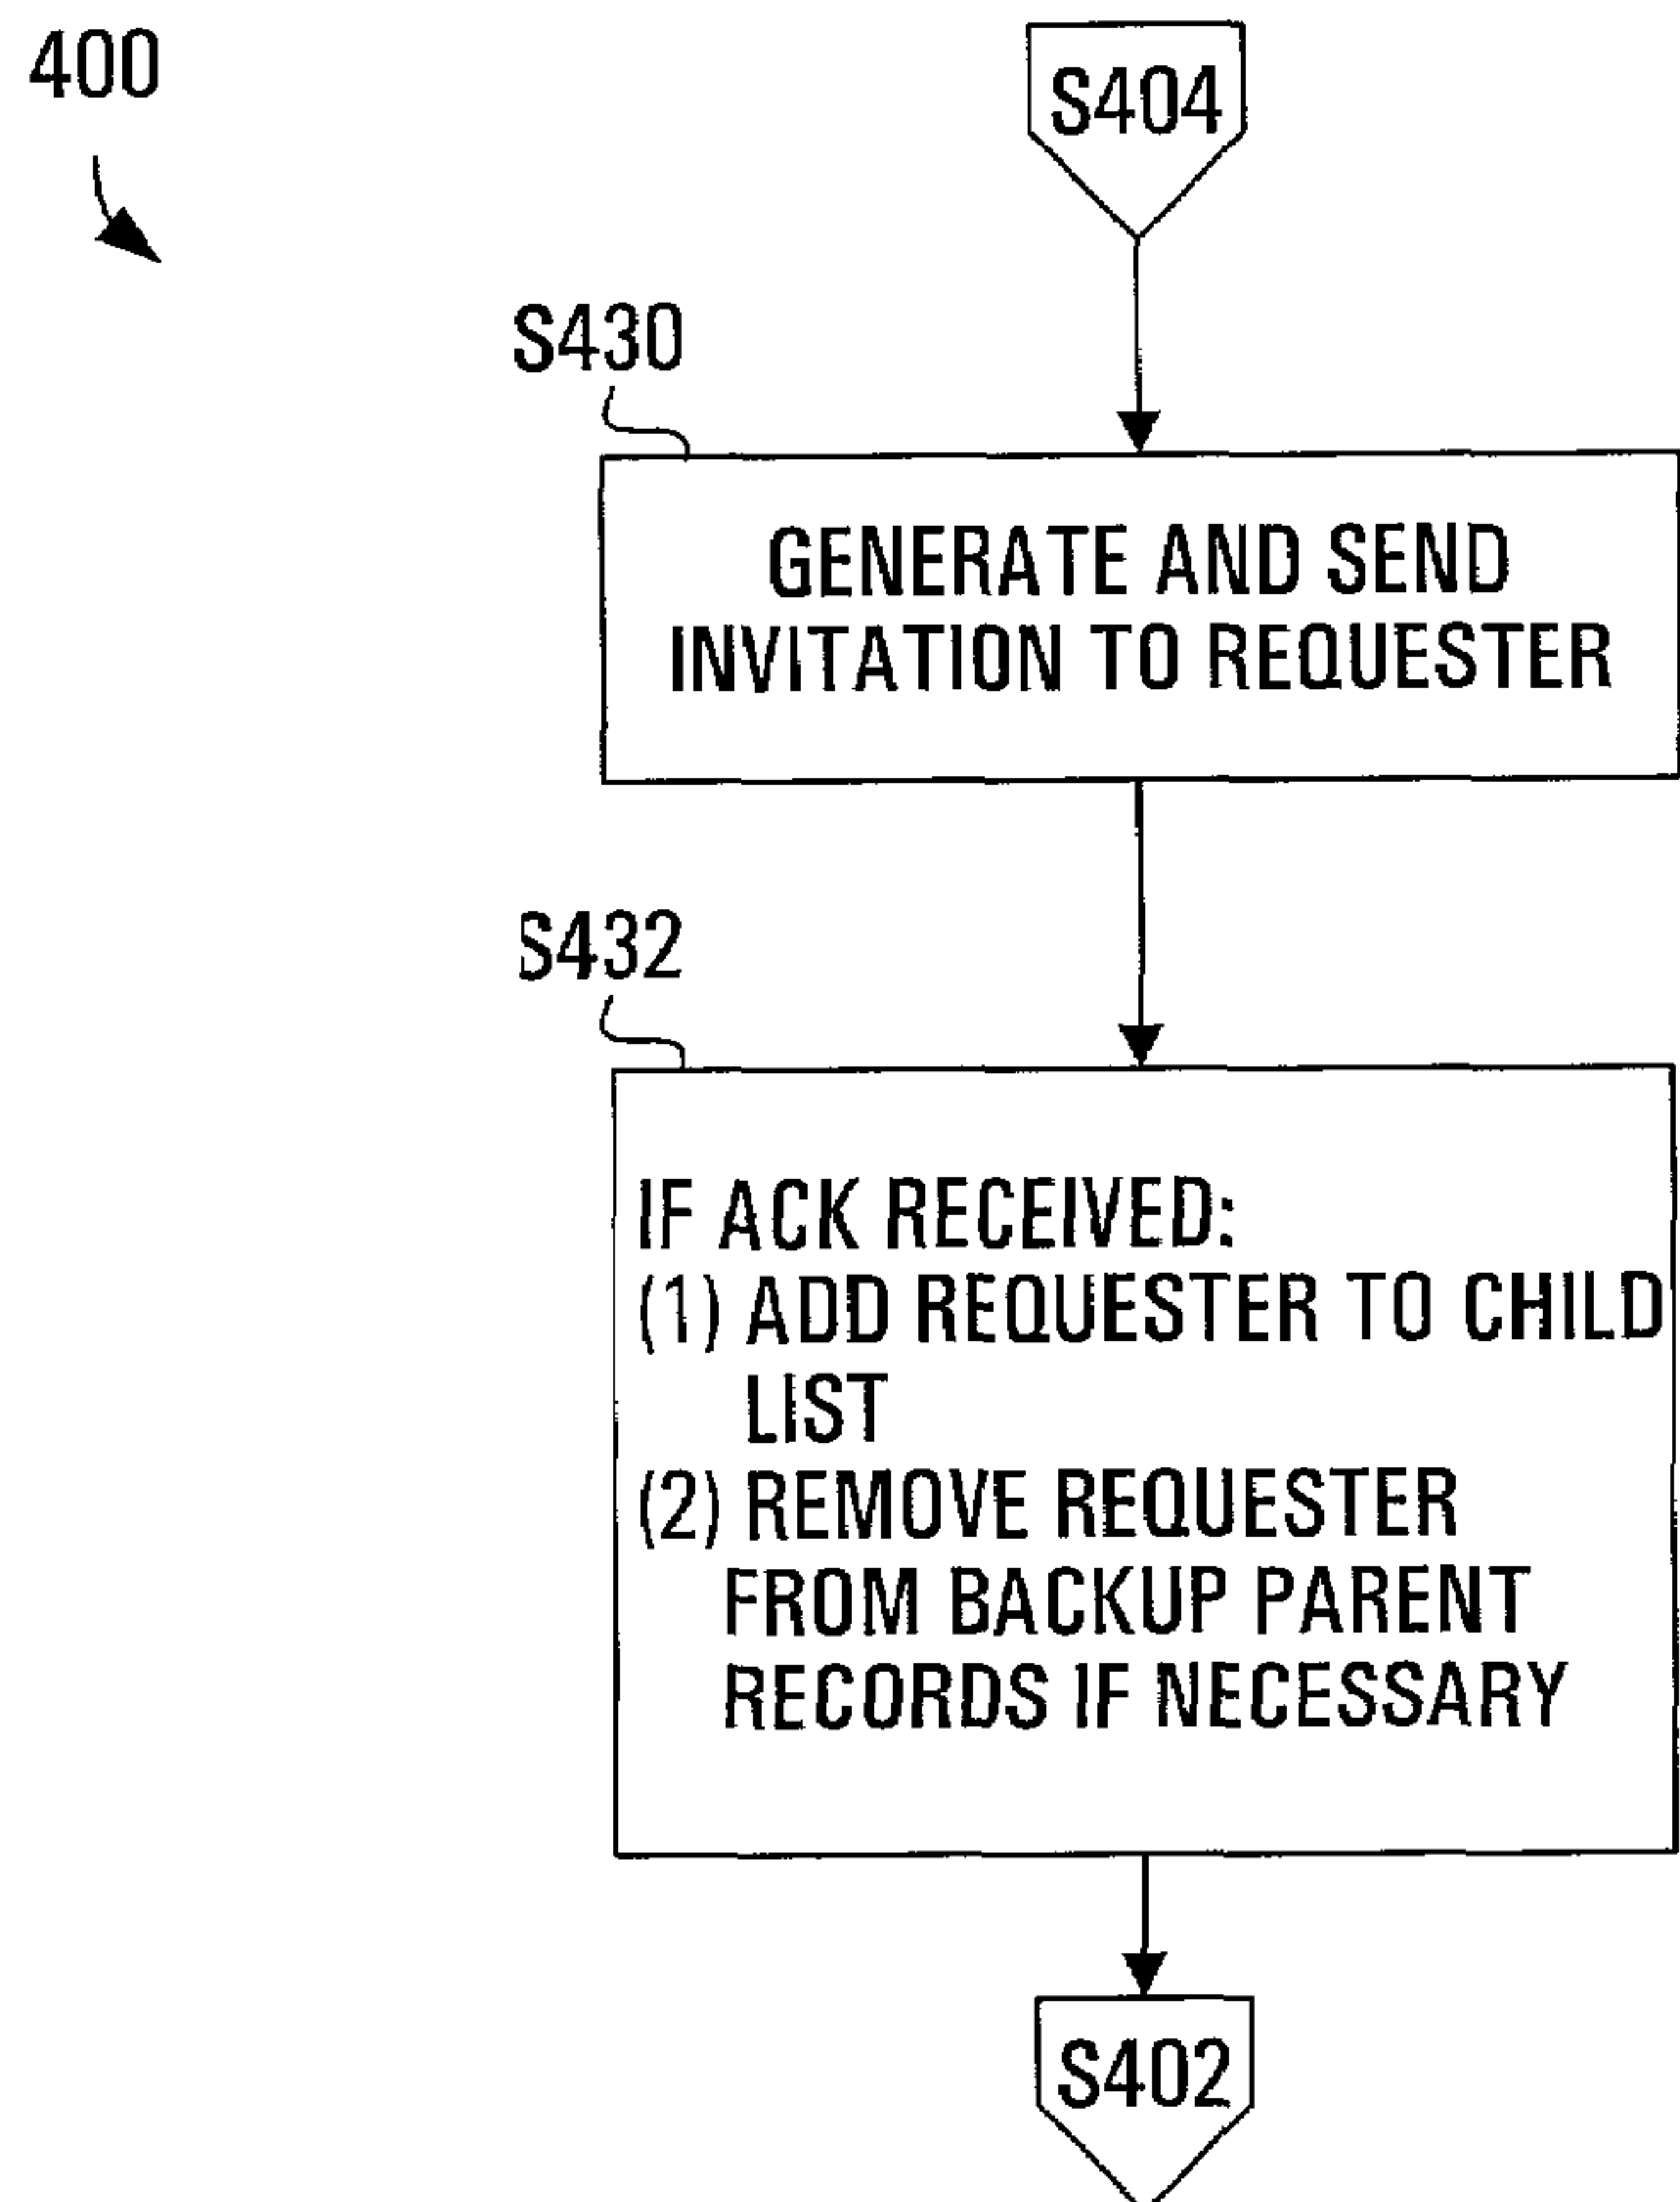 400
S404
S430
GENERATE AND SEND
INVITATION TO REQUESTER
S432
IF ACK RECEIVED:
(1) ADD REQUESTER TO CHILD
LIST
(2) REMOVE REQUESTER
FROM BACKUP PARENT
RECORDS IF NECESSARY
S402